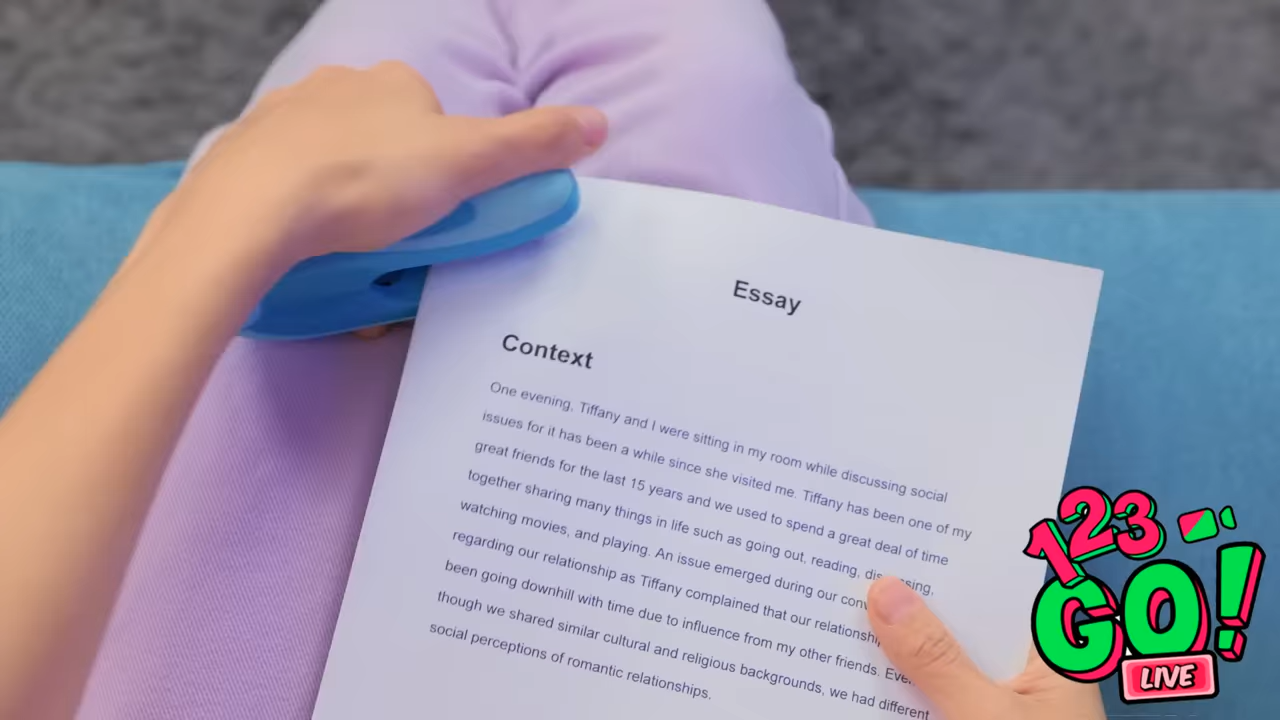 Essay
Context
One evening, Tiffany and I were sitting in my room while discussing social
issues for it has been a while since she visited me. Tiffany has been one of my
great friends for the last 15 years and we used to spend a great deal of time
together sharing many things in life such as going out, reading,
watching movies, and playing. An issue emerged during our
regarding our relationship as Tiffany complained that our
been going downhill with time due to influence from my other friends.
though we shared similar cultural and religious backgrounds, we had different
social perceptions of romantic relationships.
123
GO!
LIVE